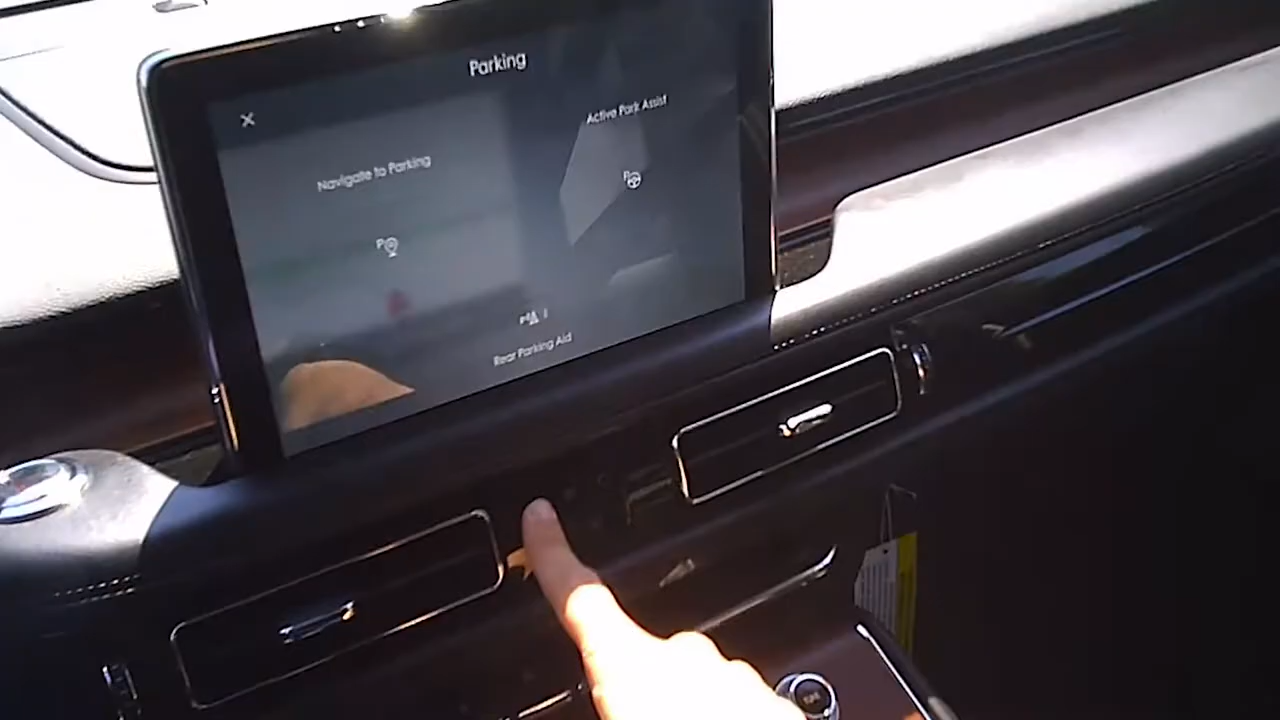 Parking
Active Park Assist
Navigate to Parking
Rear Parking Aid